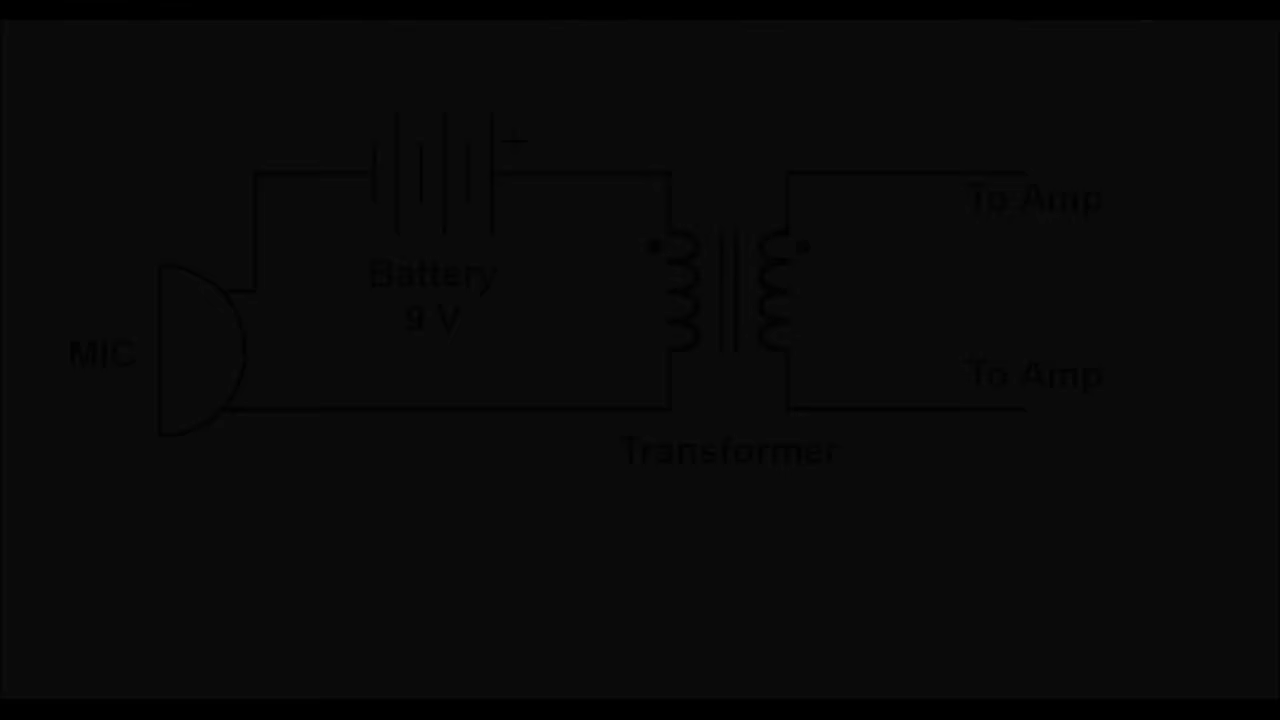 +
To Amp
Battery
9 V
MIC
To Amp
Transformer